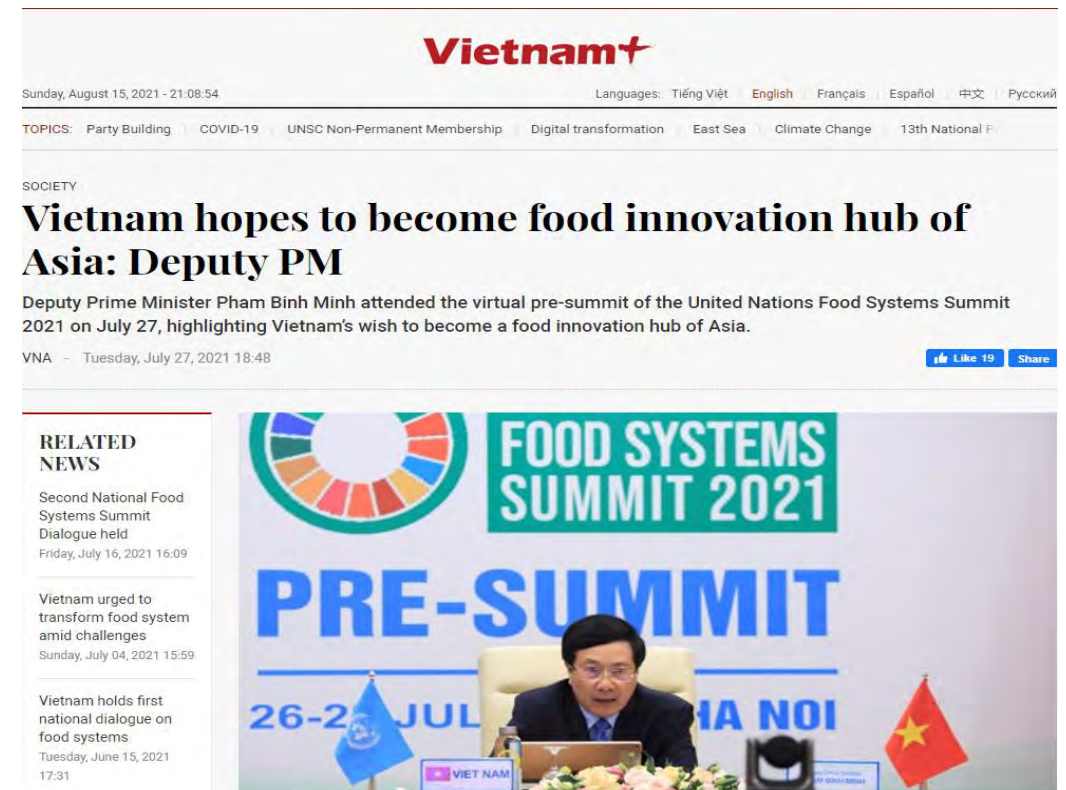 Vietnam+
Sunday, August 15, 2021 - 21:08:54
Languages: Tiếng Việt English Français Español 中文 Русский
TOPICS: Party Building COVID-19 UNSC Non-Permanent Membership Digital transformation East Sea Climate Change 13th National
SOCIETY
Vietnam hopes to become food innovation hub of
Asia: Deputy PM
Deputy Prime Minister Pham Binh Minh attended the virtual pre-summit of the United Nations Food Systems Summit
2021 on July 27, highlighting Vietnam's wish to become a food innovation hub of Asia.
VNA - Tuesday, July 27, 2021 18:48
Like 19 Share
RELATED
NEWS
Second National Food
Systems Summit
Dialogue held
Friday, July 16, 2021 16:09
Vietnam urged to
transform food system
amid challenges
Sunday, July 04, 2021 15:59
Vietnam holds first
national dialogue on
food systems
Tuesday, June 15, 2021
17:31
FOOD SYSTEMS
SUMMIT 2021
PRE-SUMMIT
26-2 JUL HA NOI
VIET NAM